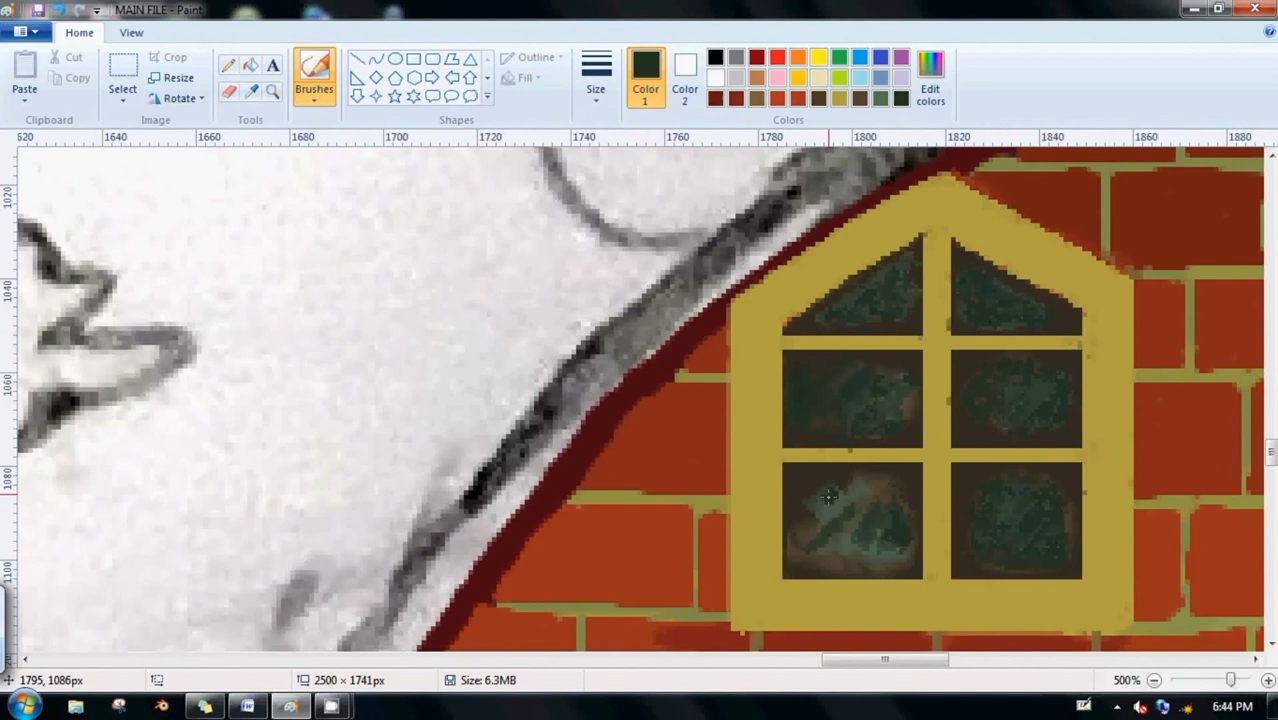 MAIN FILE - Paint
Home
View
Paste
Cut
Copy
Clipboard
Select
Crop
Resize
Rotate
Image
Tools
Brushes
Outline
Fill
Shapes
Size
Color 1
Color 2
Edit colors
Colors
1640 1660 1680 1700 1720 1740 1760 1780 1800 1820 1840 1860 1880
1020
1040
1060
1080
1100
1795, 1086px
2500 × 1741px
Size: 6.3MB
500%
6:44 PM